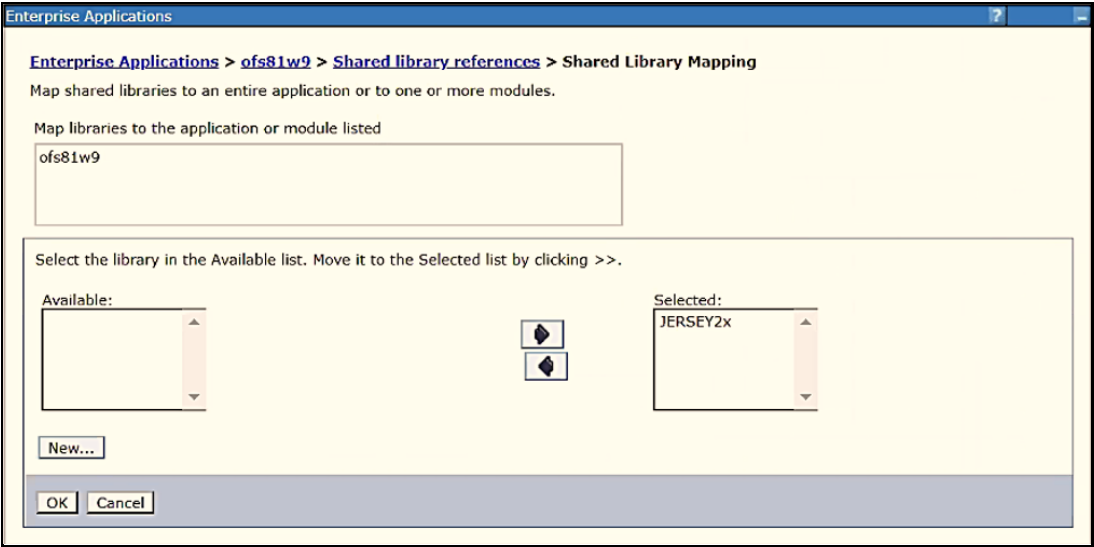 Enterprise Applications ?
Enterprise Applications > ofs81w9 > Shared library references > Shared Library Mapping
Map shared libraries to an entire application or to one or more modules.
Map libraries to the application or module listed
ofs81w9
Select the library in the Available list. Move it to the Selected list by clicking >>.
Available: Selected:
JERSEY2x
New...
OK Cancel